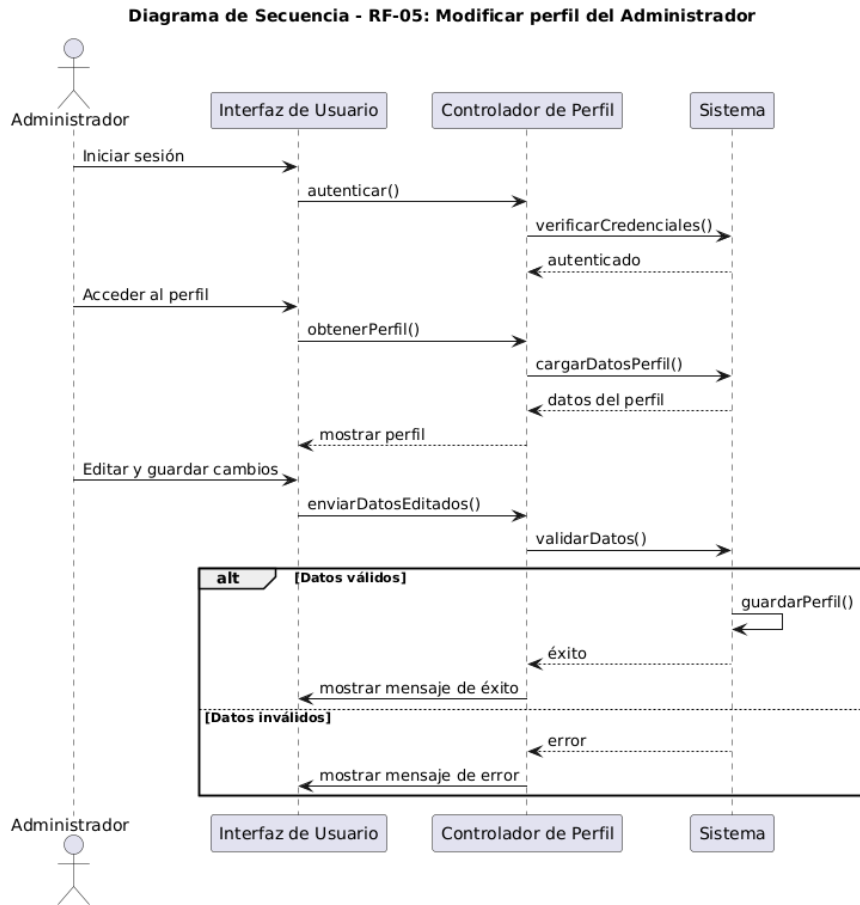 Diagrama de Secuencia - RF-05: Modificar perfil del Administrador
Administrador
Interfaz de Usuario
Controlador de Perfil
Sistema
Iniciar sesión
autenticar()
verificarCredenciales()
autenticado
Acceder al perfil
obtenerPerfil()
cargarDatosPerfil()
datos del perfil
mostrar perfil
Editar y guardar cambios
enviarDatosEditados()
validarDatos()
alt
[Datos válidos]
guardarPerfil()
éxito
mostrar mensaje de éxito
[Datos inválidos]
error
mostrar mensaje de error
Administrador
Interfaz de Usuario
Controlador de Perfil
Sistema